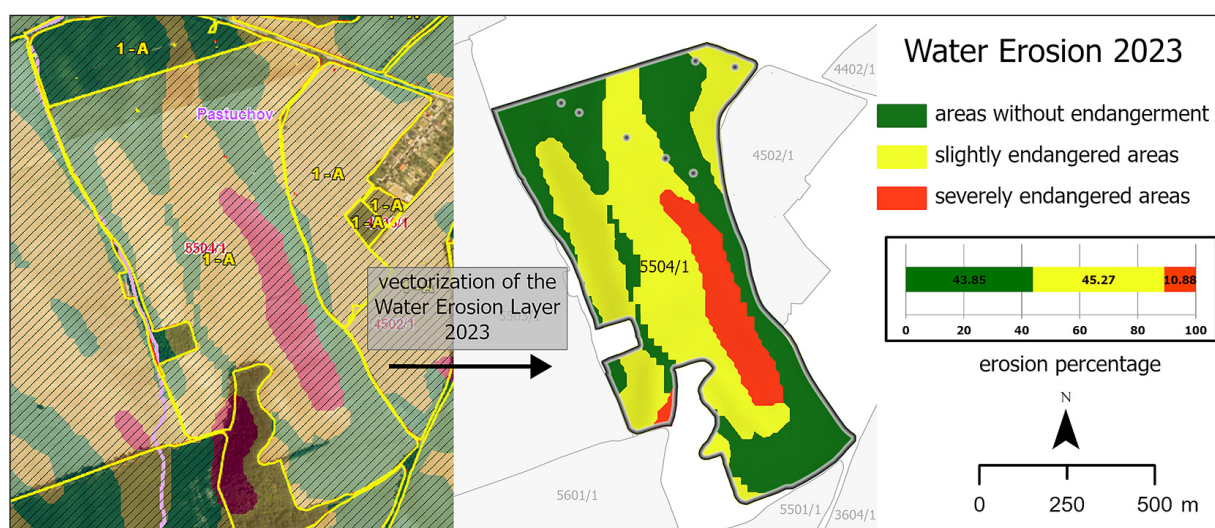 1 - A
Pastuchov
1 - A
1 - A
1 - A
5504/1
1 - A
4502/1
vectorization of the
Water Erosion Layer
2023
4402/1
4502/1
5504/1
5601/1
5501/1
3604/1
Water Erosion 2023
areas without endangerment
slightly endangered areas
severely endangered areas
43.85 45.27 10.88
0 20 40 60 80 100
erosion percentage
N
0 250 500 m